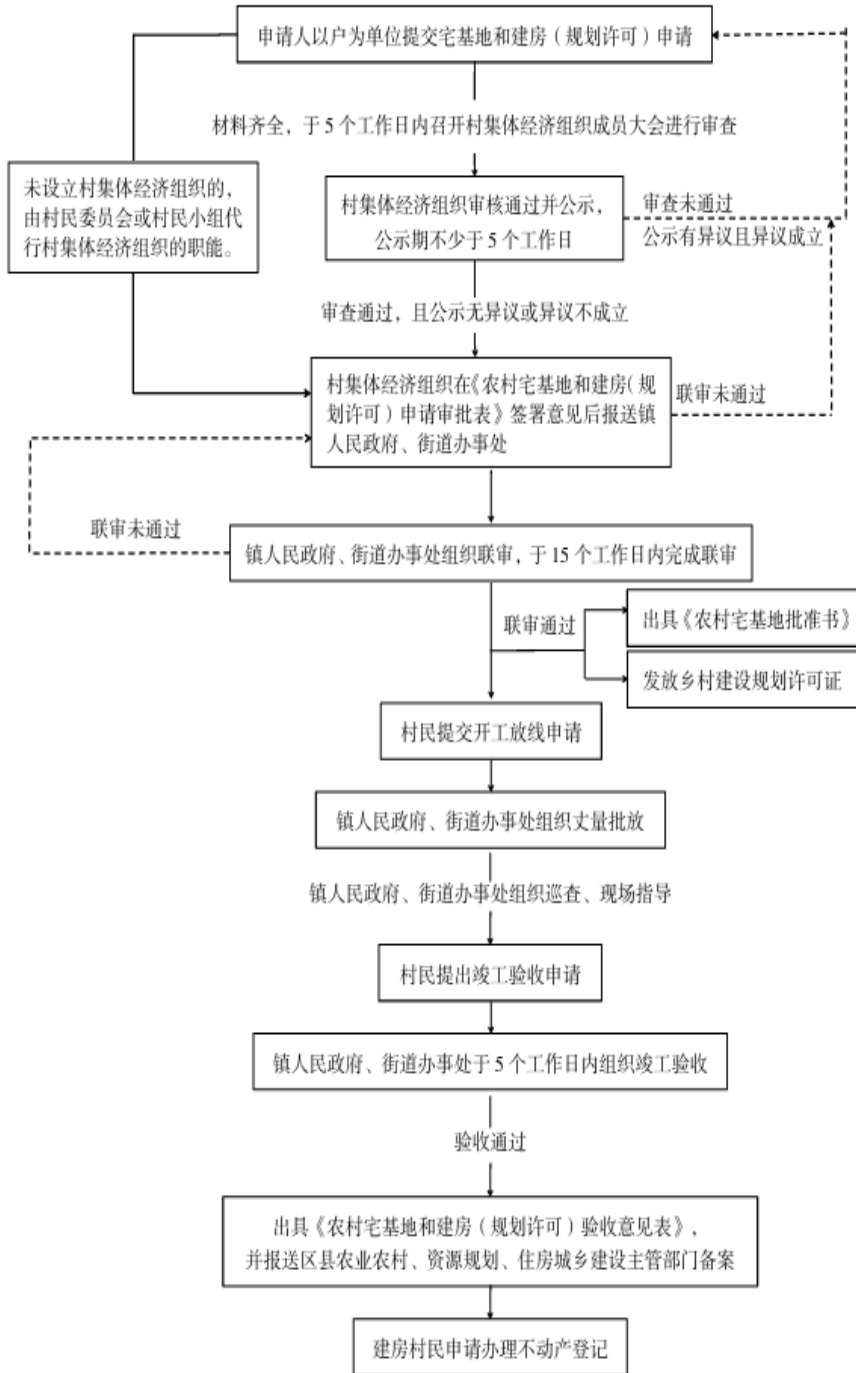 申请人以户为单位提交宅基地和建房（规划许可）申请
材料齐全，于 5 个工作日内召开村集体经济组织成员大会进行审查
未设立村集体经济组织的，
由村民委员会或村民小组代
行村集体经济组织的职能。
村集体经济组织审核通过并公示，
公示期不少于 5 个工作日
审查未通过
公示有异议且异议成立
审查通过，且公示无异议或异议不成立
村集体经济组织在《农村宅基地和建房（规
划许可）申请审批表》签署意见后报送镇
人民政府、街道办事处
联审未通过
联审未通过
镇人民政府、街道办事处组织联审，于 15 个工作日内完成联审
联审通过
出具《农村宅基地批准书》
发放乡村建设规划许可证
村民提交开工放线申请
镇人民政府、街道办事处组织丈量批放
镇人民政府、街道办事处组织巡查、现场指导
村民提出竣工验收申请
镇人民政府、街道办事处于 5 个工作日内组织竣工验收
验收通过
出具《农村宅基地和建房（规划许可）验收意见表》，
并报送区县农业农村、资源规划、住房城乡建设主管部门备案
建房村民申请办理不动产登记